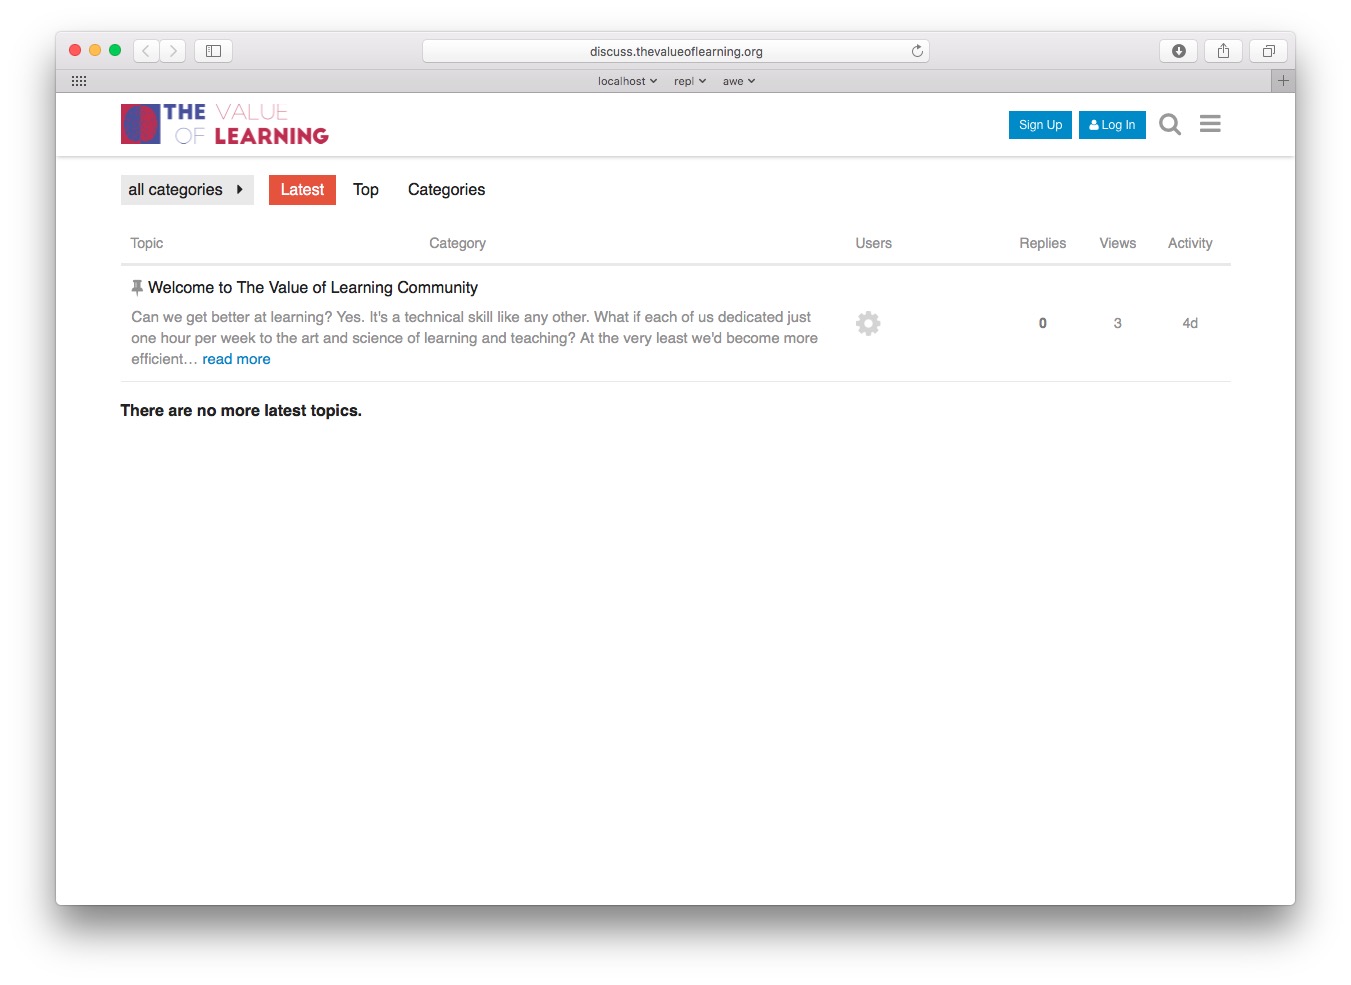 discuss.thevalueoflearning.org
localhost repl awe
THE VALUE
OF LEARNING
Sign Up Log In
all categories Latest Top Categories
Topic Category Users Replies Views Activity
Welcome to The Value of Learning Community
Can we get better at learning? Yes. It's a technical skill like any other. What if each of us dedicated just
one hour per week to the art and science of learning and teaching? At the very least we'd become more
efficient… read more
0 3 4d
There are no more latest topics.